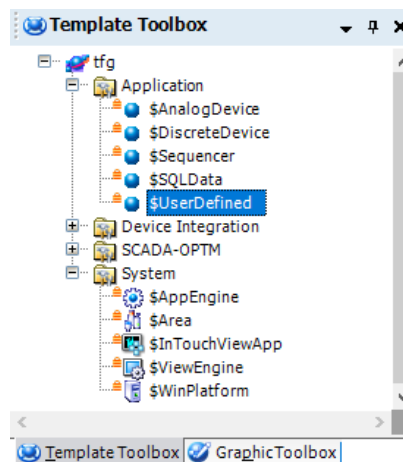 Template Toolbox
tfg
Application
$AnalogDevice
$DiscreteDevice
$Sequencer
$SQLData
$UserDefined
Device Integration
SCADA-OPTM
System
$AppEngine
$Area
$InTouchViewApp
$ViewEngine
$WinPlatform
Template Toolbox GraphicToolbox